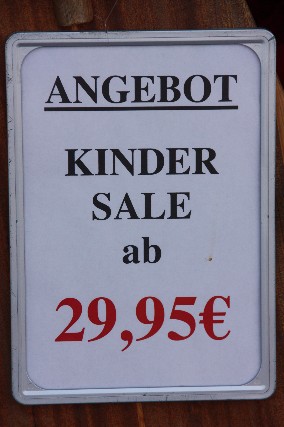 ANGEBOT
KINDER
SALE
ab
29,95€